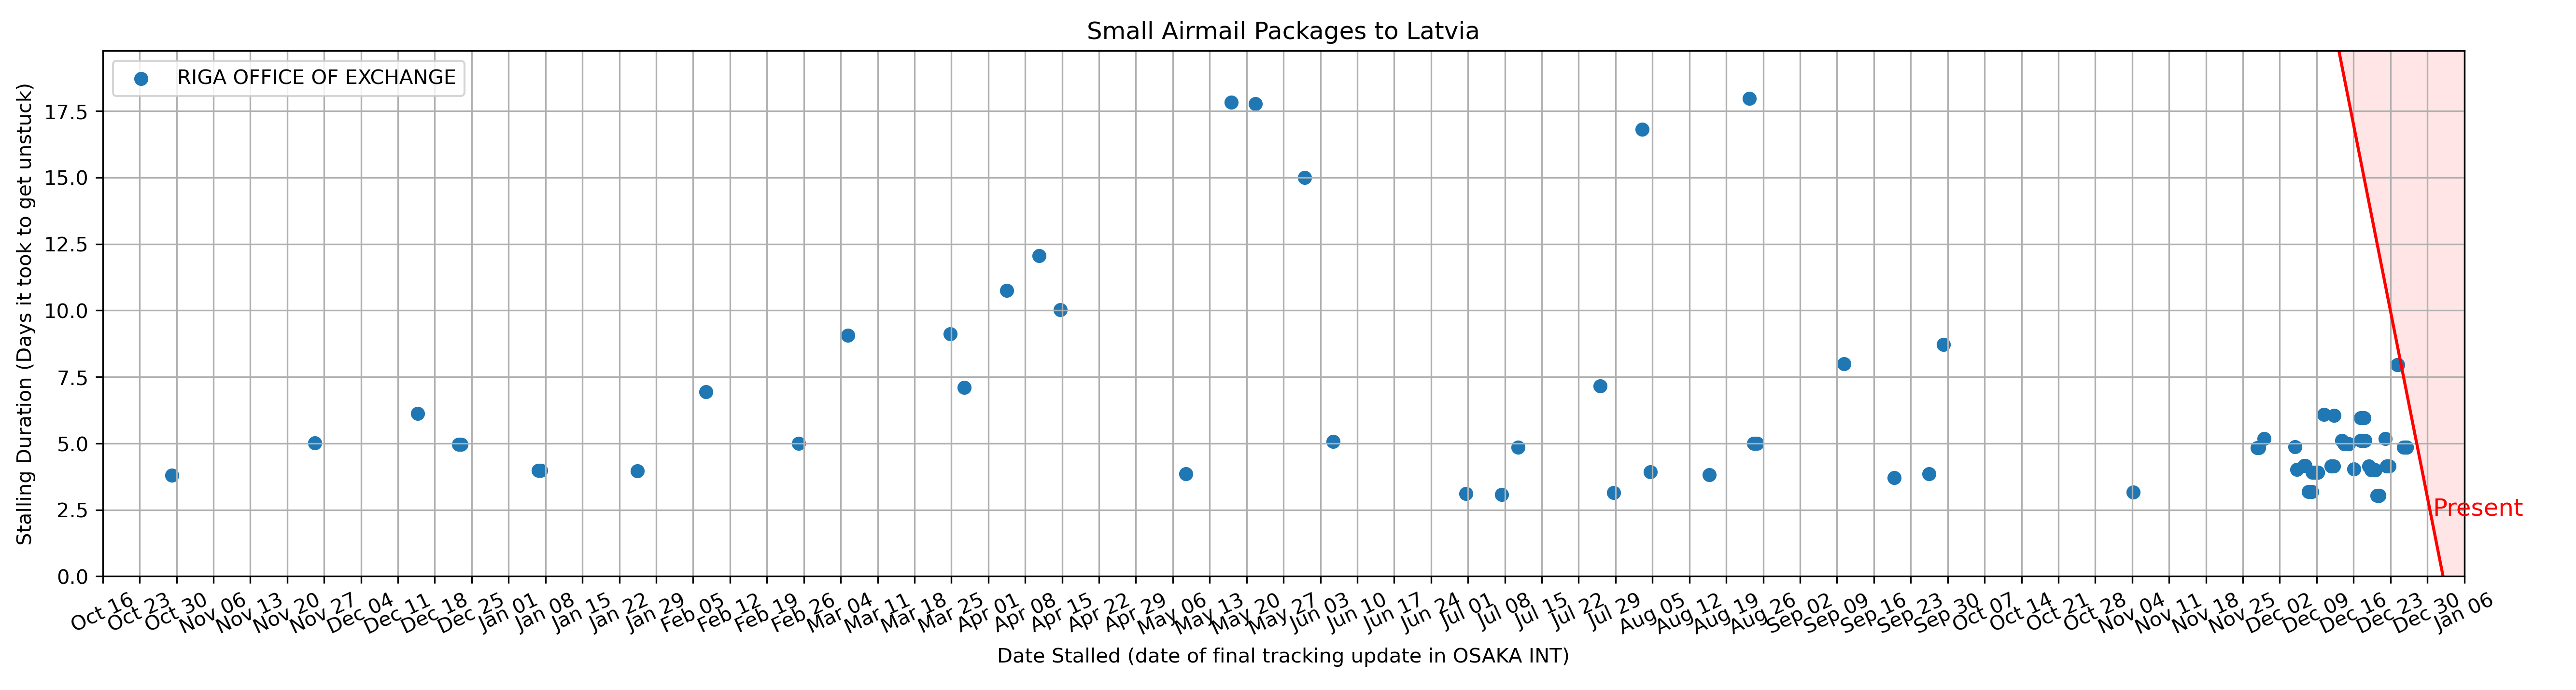 Small Airmail Packages to Latvia
RIGA OFFICE OF EXCHANGE
Stalling Duration (Days it took to get unstuck)
17.5
15.0
12.5
10.0
7.5
5.0
2.5
0.0
Present
Oct 16
Oct 23
Oct 30
Nov 06
Nov 13
Nov 20
Nov 27
Dec 04
Dec 11
Dec 18
Dec 25
Jan 01
Jan 08
Jan 15
Jan 22
Jan 29
Feb 05
Feb 12
Feb 19
Feb 26
Mar 04
Mar 11
Mar 18
Mar 25
Apr 01
Apr 08
Apr 15
Apr 22
Apr 29
May 06
May 13
May 20
May 27
Jun 03
Jun 10
Jun 17
Jun 24
Jul 01
Jul 08
Jul 15
Jul 22
Jul 29
Aug 05
Aug 12
Aug 19
Aug 26
Sep 02
Sep 09
Sep 16
Sep 23
Sep 30
Oct 07
Oct 14
Oct 21
Oct 28
Nov 04
Nov 11
Nov 18
Nov 25
Dec 02
Dec 09
Dec 16
Dec 23
Dec 30
Jan 06
Date Stalled (date of final tracking update in OSAKA INT)